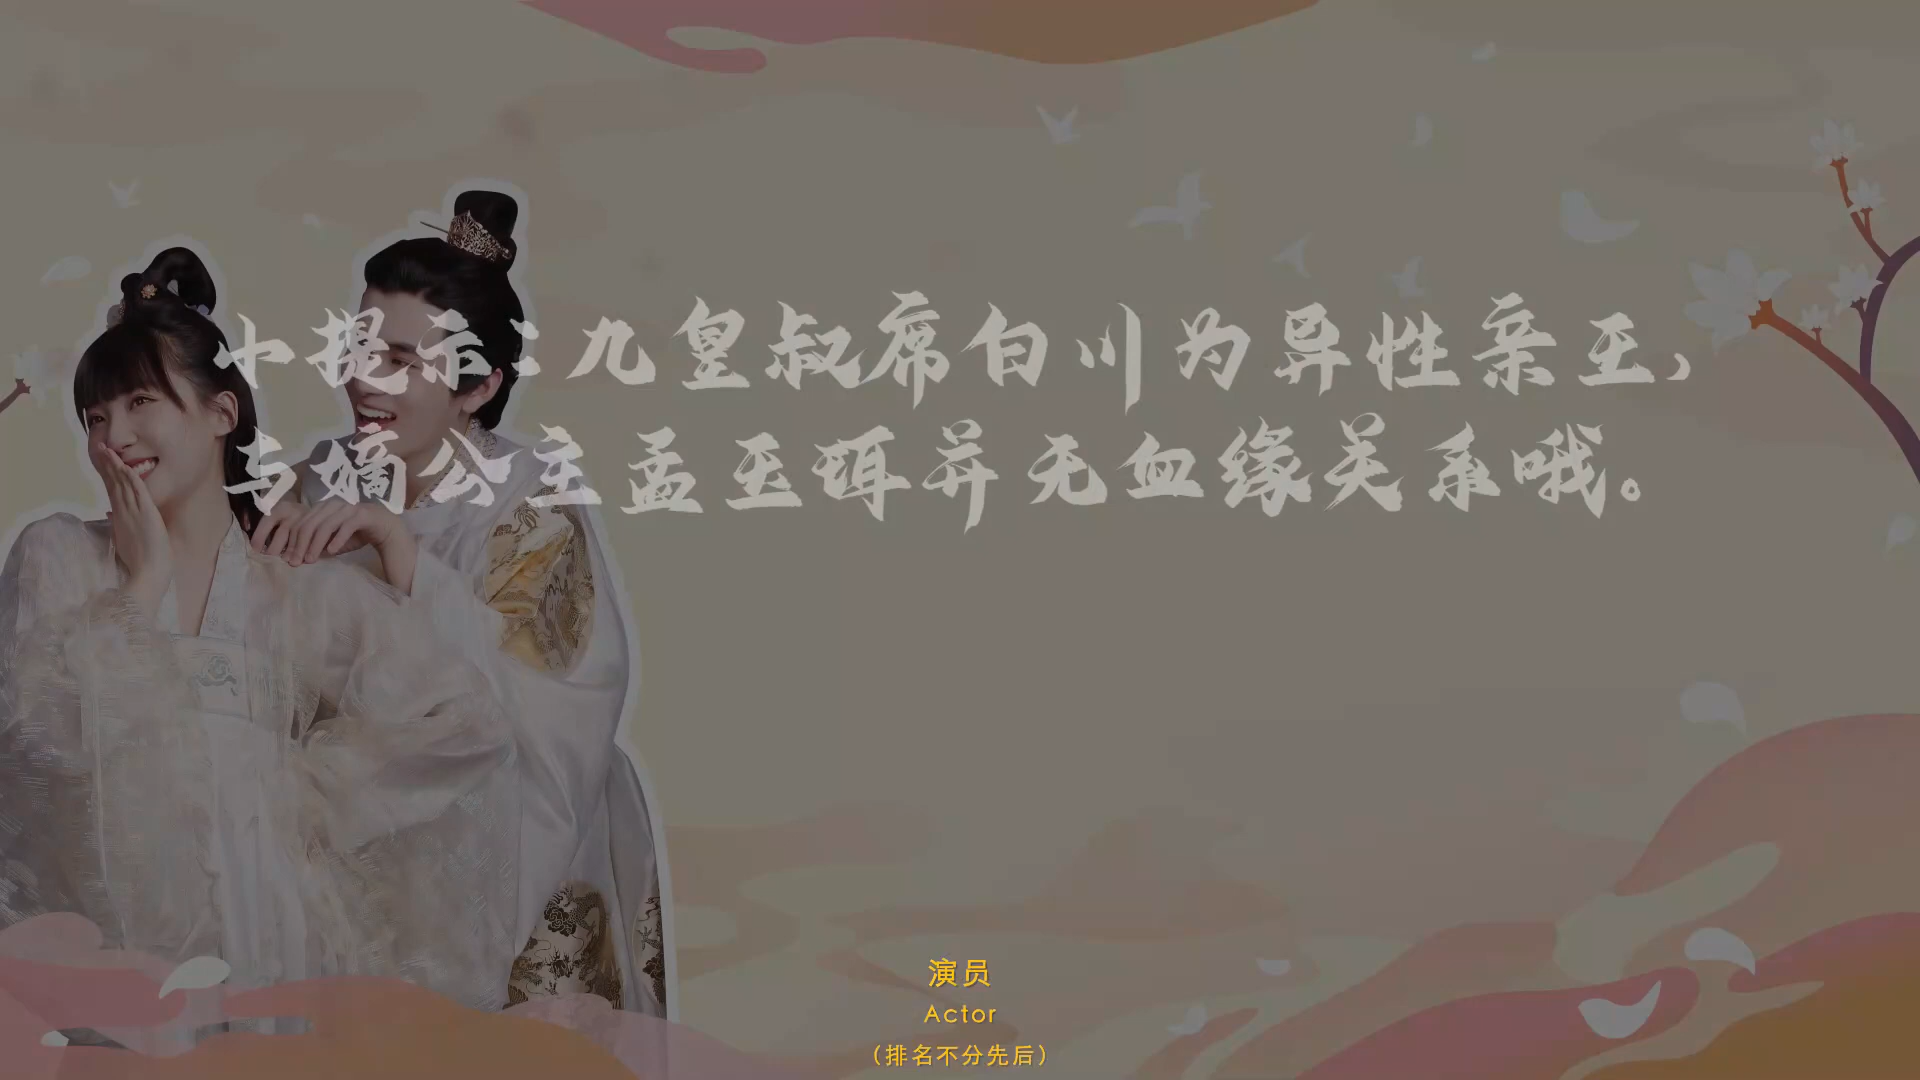 小提示：九皇叔席白川为异性亲王，
与嫡公主孟玉珥并无血缘关系哦。
演员
Actor
（排名不分先后）